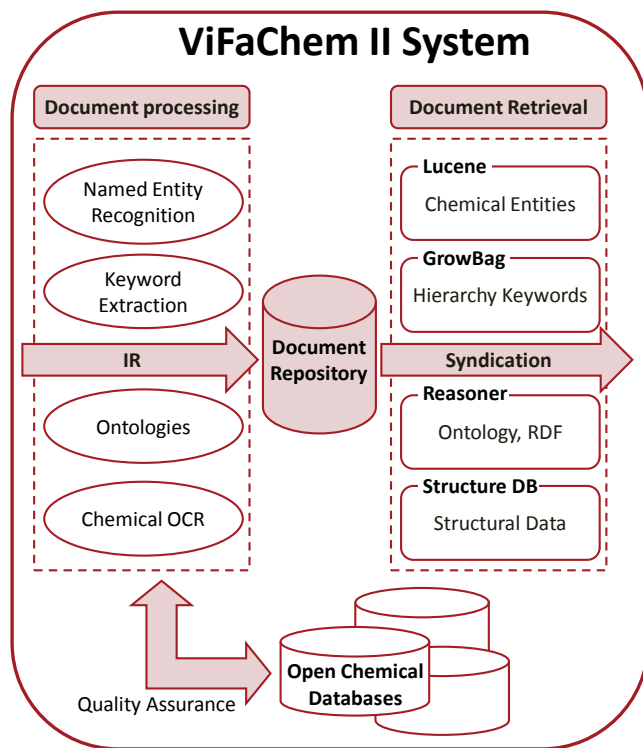 ViFaChem II System
Document processing
Document Retrieval
Named Entity
Recognition
Keyword
Extraction
IR
Ontologies
Chemical OCR
Document
Repository
Lucene
Chemical Entities
GrowBag
Hierarchy Keywords
Syndication
Reasoner
Ontology, RDF
Structure DB
Structural Data
Quality Assurance
Open Chemical
Databases